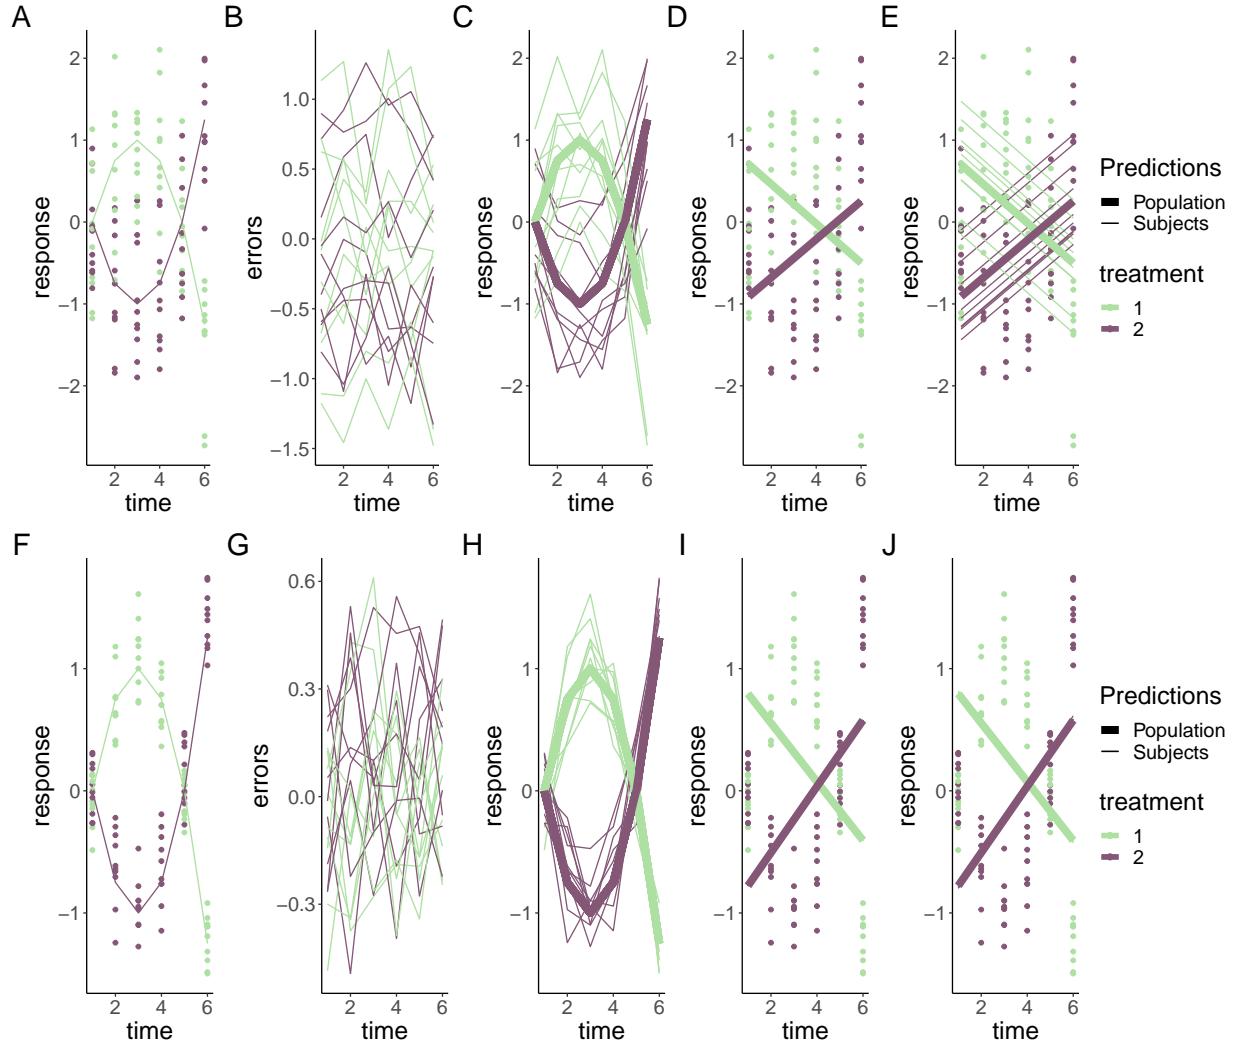 A B C D E
response
2
1
0
−1
−2
2 4 6
time
errors
1.0
0.5
0.0
−0.5
−1.0
−1.5
2 4 6
time
response
2
1
0
−1
−2
2 4 6
time
response
2
1
0
−1
−2
2 4 6
time
response
2
1
0
−1
−2
2 4 6
time
Predictions
Population
Subjects
treatment
1
2
F G H I J
response
1
0
−1
2 4 6
time
errors
0.6
0.3
0.0
−0.3
2 4 6
time
response
1
0
−1
2 4 6
time
response
1
0
−1
2 4 6
time
response
1
0
−1
2 4 6
time
Predictions
Population
Subjects
treatment
1
2